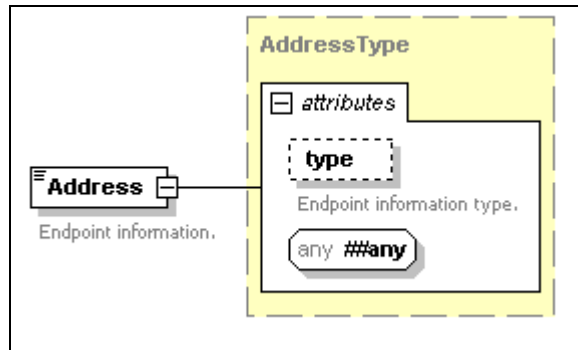 AddressType
attributes
type
Endpoint information type.
any ##any
Address
Endpoint information.